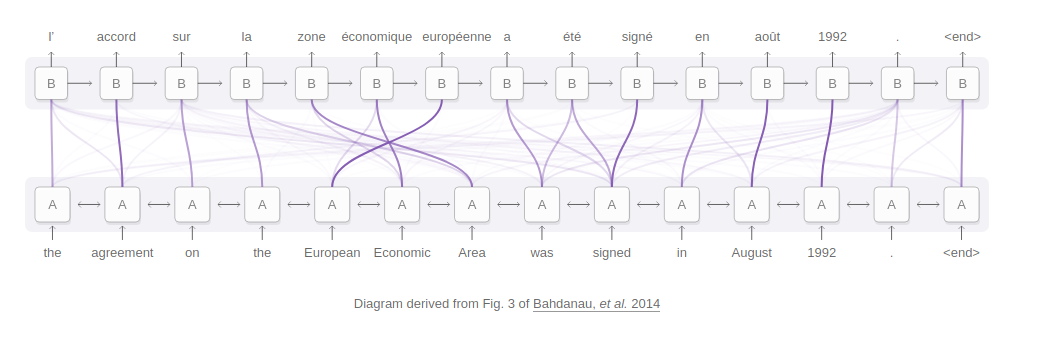 l' accord sur la zone économique européenne a été signé en août 1992 . <end>
B B B B B B B B B B B B B B B
A A A A A A A A A A A A A A
the agreement on the European Economic Area was signed in August 1992 . <end>
Diagram derived from Fig. 3 of Bahdanau, et al. 2014